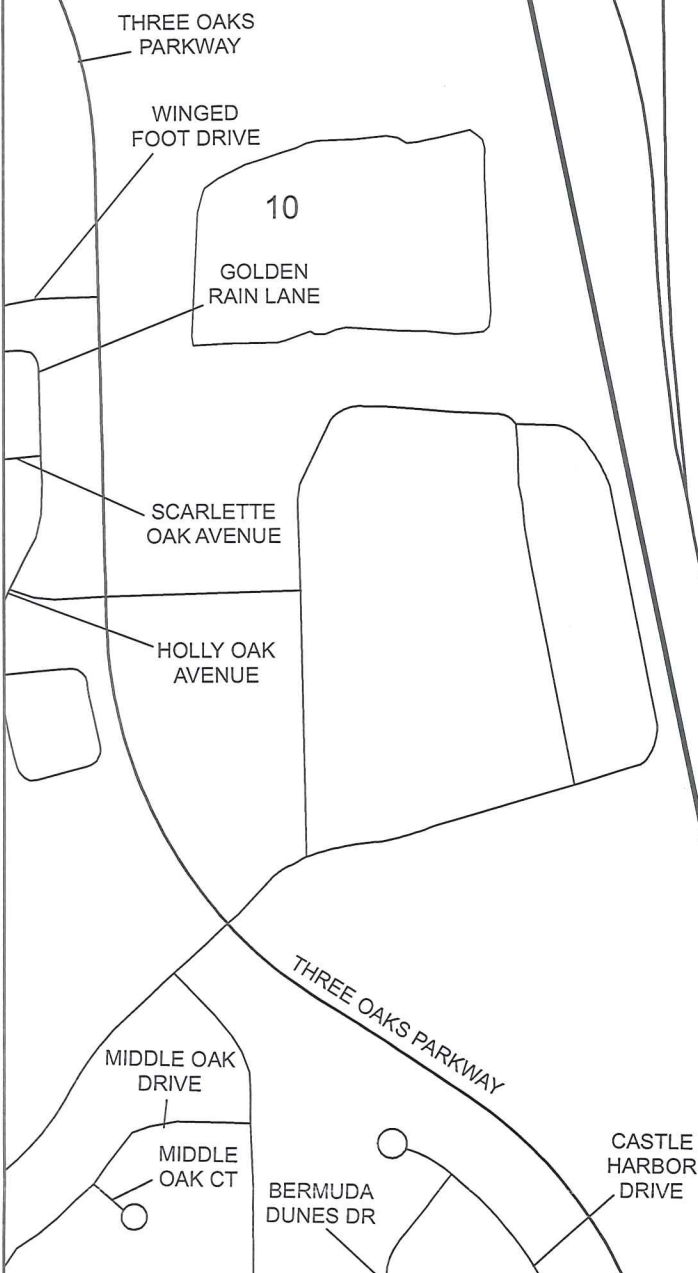 THREE OAKS
PARKWAY
WINGED
FOOT DRIVE
10
GOLDEN
RAIN LANE
SCARLETTE
OAK AVENUE
HOLLY OAK
AVENUE
THREE OAKS PARKWAY
MIDDLE OAK
DRIVE
MIDDLE
OAK CT
BERMUDA
DUNES DR
CASTLE
HARBOR
DRIVE